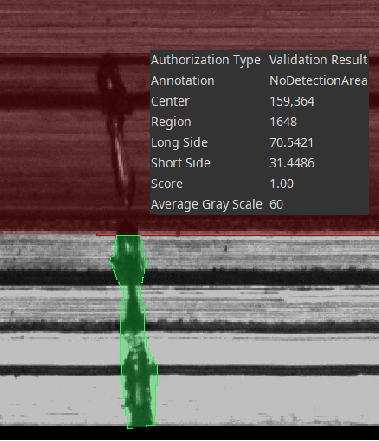 Authorization Type Validation Result
Annotation NoDetectionArea
Center 159,364
Region 1648
Long Side 70.5421
Short Side 31.4486
Score 1.00
Average Gray Scale 60